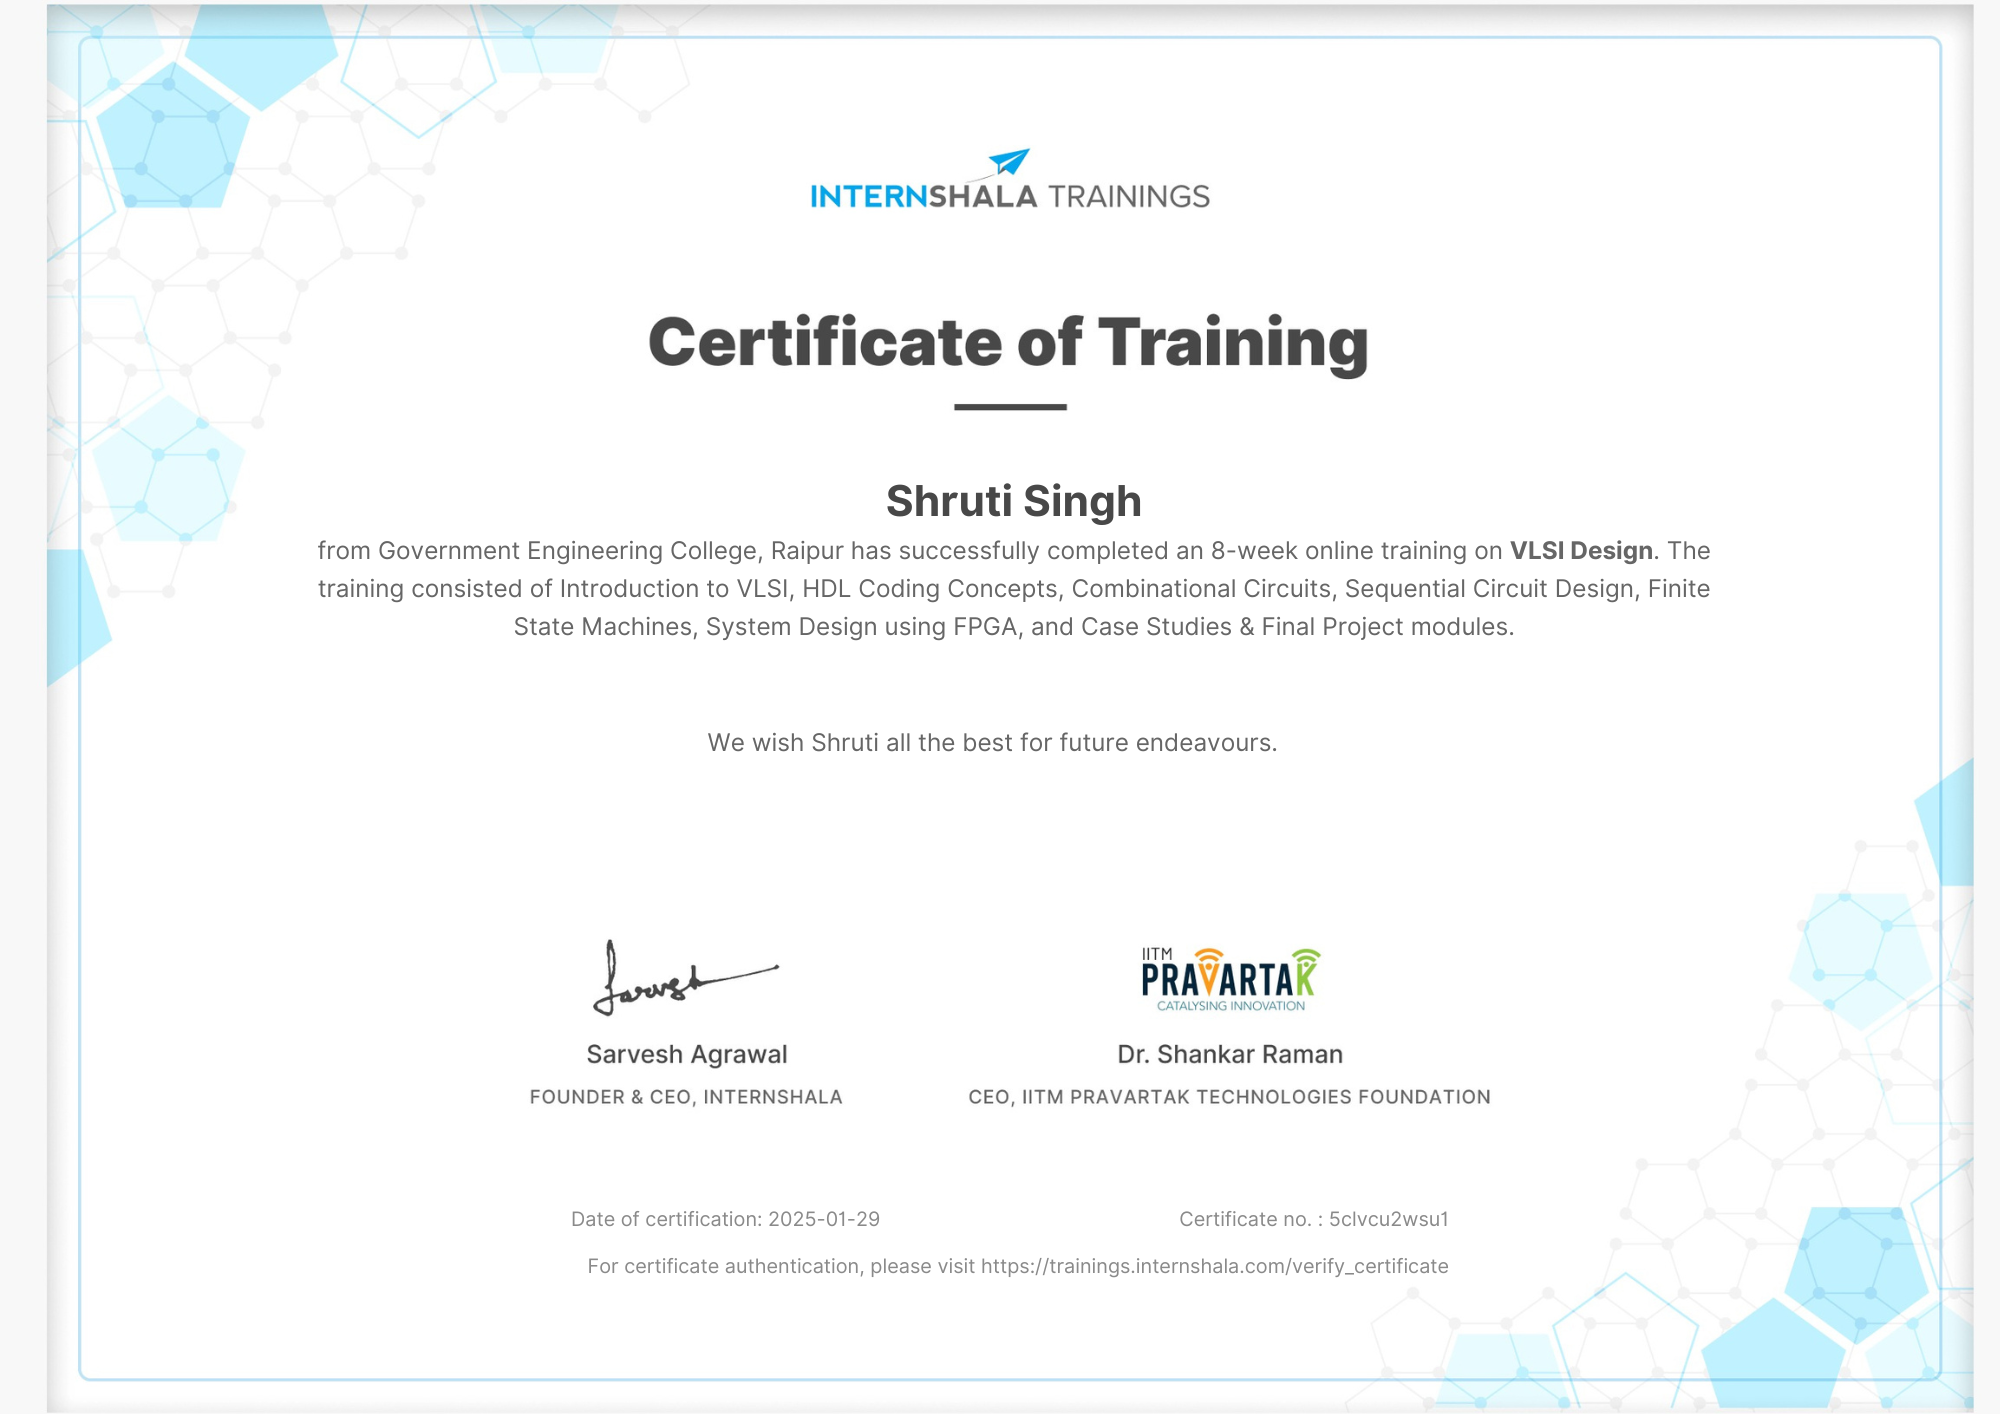 INTERNSHALA TRAININGS
Certificate of Training
Shruti Singh
from Government Engineering College, Raipur has successfully completed an 8-week online training on VLSI Design. The
training consisted of Introduction to VLSI, HDL Coding Concepts, Combinational Circuits, Sequential Circuit Design, Finite
State Machines, System Design using FPGA, and Case Studies & Final Project modules.
We wish Shruti all the best for future endeavours.
Sarvesh
Sarvesh Agrawal
FOUNDER & CEO, INTERNSHALA
IITM
PRAVARTAK
CATALYSING INNOVATION
Dr. Shankar Raman
CEO, IITM PRAVARTAK TECHNOLOGIES FOUNDATION
Date of certification: 2025-01-29
Certificate no. : 5clvcu2wsu1
For certificate authentication, please visit https://trainings.internshala.com/verify_certificate